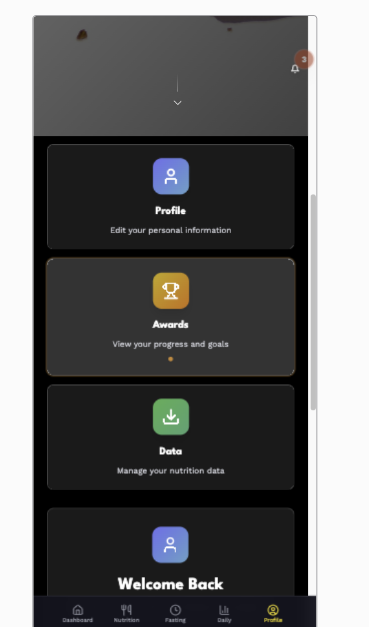 3
Profile
Edit your personal information
Awards
View your progress and goals
Data
Manage your nutrition data
Welcome Back
Dashboard
Nutrition
Fasting
Daily
Profile